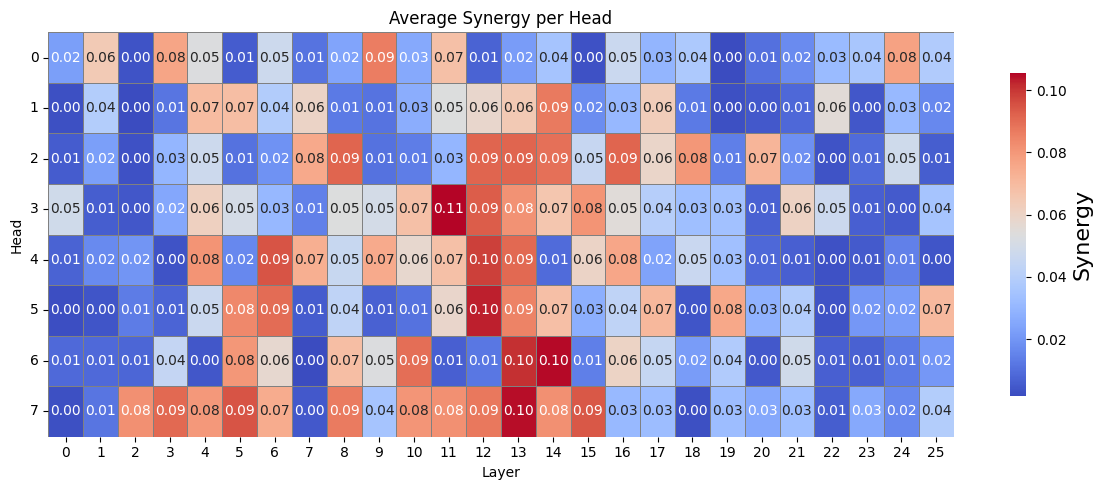 Average Synergy per Head
0 0.02 0.06 0.00 0.08 0.05 0.01 0.05 0.01 0.02 0.09 0.03 0.07 0.01 0.02 0.04 0.00 0.05 0.03 0.04 0.00 0.01 0.02 0.03 0.04 0.08 0.04
1 0.00 0.04 0.00 0.01 0.07 0.07 0.04 0.06 0.01 0.01 0.03 0.05 0.06 0.06 0.09 0.02 0.03 0.06 0.01 0.00 0.00 0.01 0.06 0.00 0.03 0.02
2 0.01 0.02 0.00 0.03 0.05 0.01 0.02 0.08 0.09 0.01 0.01 0.03 0.09 0.09 0.09 0.05 0.09 0.06 0.08 0.01 0.07 0.02 0.00 0.01 0.05 0.01
3 0.05 0.01 0.00 0.02 0.06 0.05 0.03 0.01 0.05 0.05 0.07 0.11 0.09 0.08 0.07 0.08 0.05 0.04 0.03 0.03 0.01 0.06 0.05 0.01 0.00 0.04
4 0.01 0.02 0.02 0.00 0.08 0.02 0.09 0.07 0.05 0.07 0.06 0.07 0.10 0.09 0.01 0.06 0.08 0.02 0.05 0.03 0.01 0.01 0.00 0.01 0.01 0.00
5 0.00 0.00 0.01 0.01 0.05 0.08 0.09 0.01 0.04 0.01 0.01 0.06 0.10 0.09 0.07 0.03 0.04 0.07 0.00 0.08 0.03 0.04 0.00 0.02 0.02 0.07
6 0.01 0.01 0.01 0.04 0.00 0.08 0.06 0.00 0.07 0.05 0.09 0.01 0.01 0.10 0.10 0.01 0.06 0.05 0.02 0.04 0.00 0.05 0.01 0.01 0.01 0.02
7 0.00 0.01 0.08 0.09 0.08 0.09 0.07 0.00 0.09 0.04 0.08 0.08 0.09 0.10 0.08 0.09 0.03 0.03 0.00 0.03 0.03 0.03 0.01 0.03 0.02 0.04
0 1 2 3 4 5 6 7 8 9 10 11 12 13 14 15 16 17 18 19 20 21 22 23 24 25
Layer
Head
0.10
0.08
0.06
0.04
0.02
Synergy